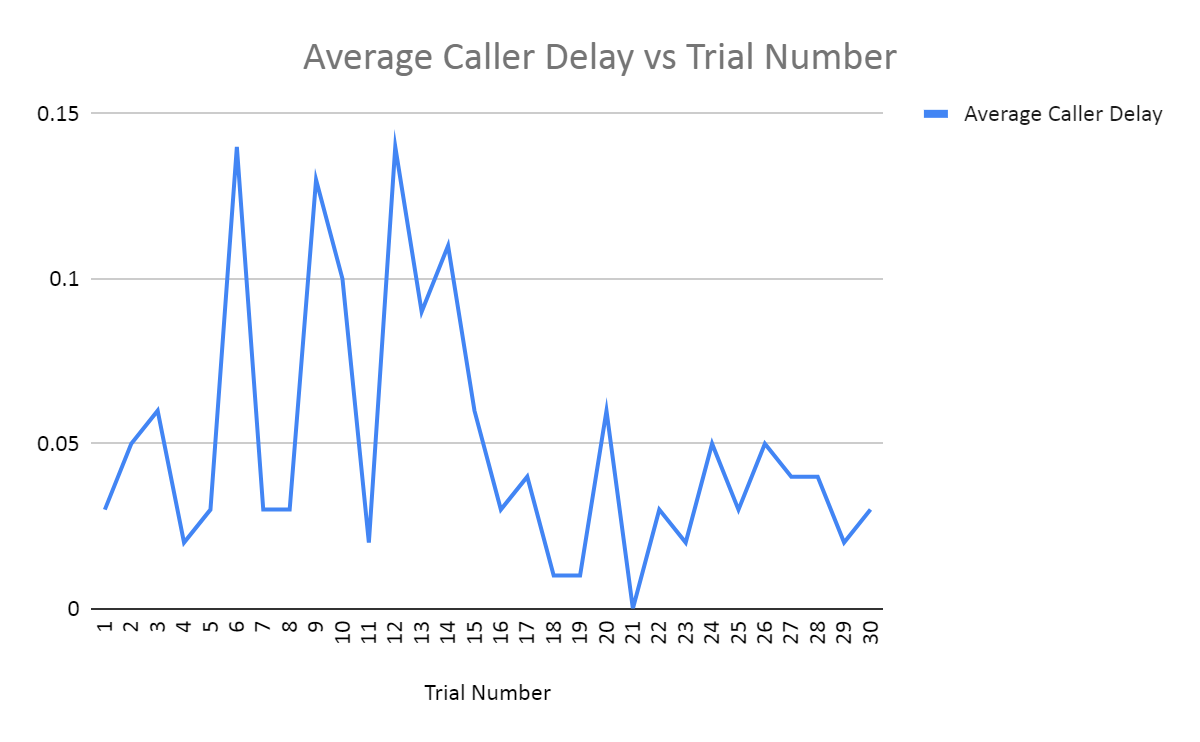 Average Caller Delay vs Trial Number
0.15
Average Caller Delay
0.1
0.05
0
1 2 3 4 5 6 7 8 9 10 11 12 13 14 15 16 17 18 19 20 21 22 23 24 25 26 27 28 29 30
Trial Number